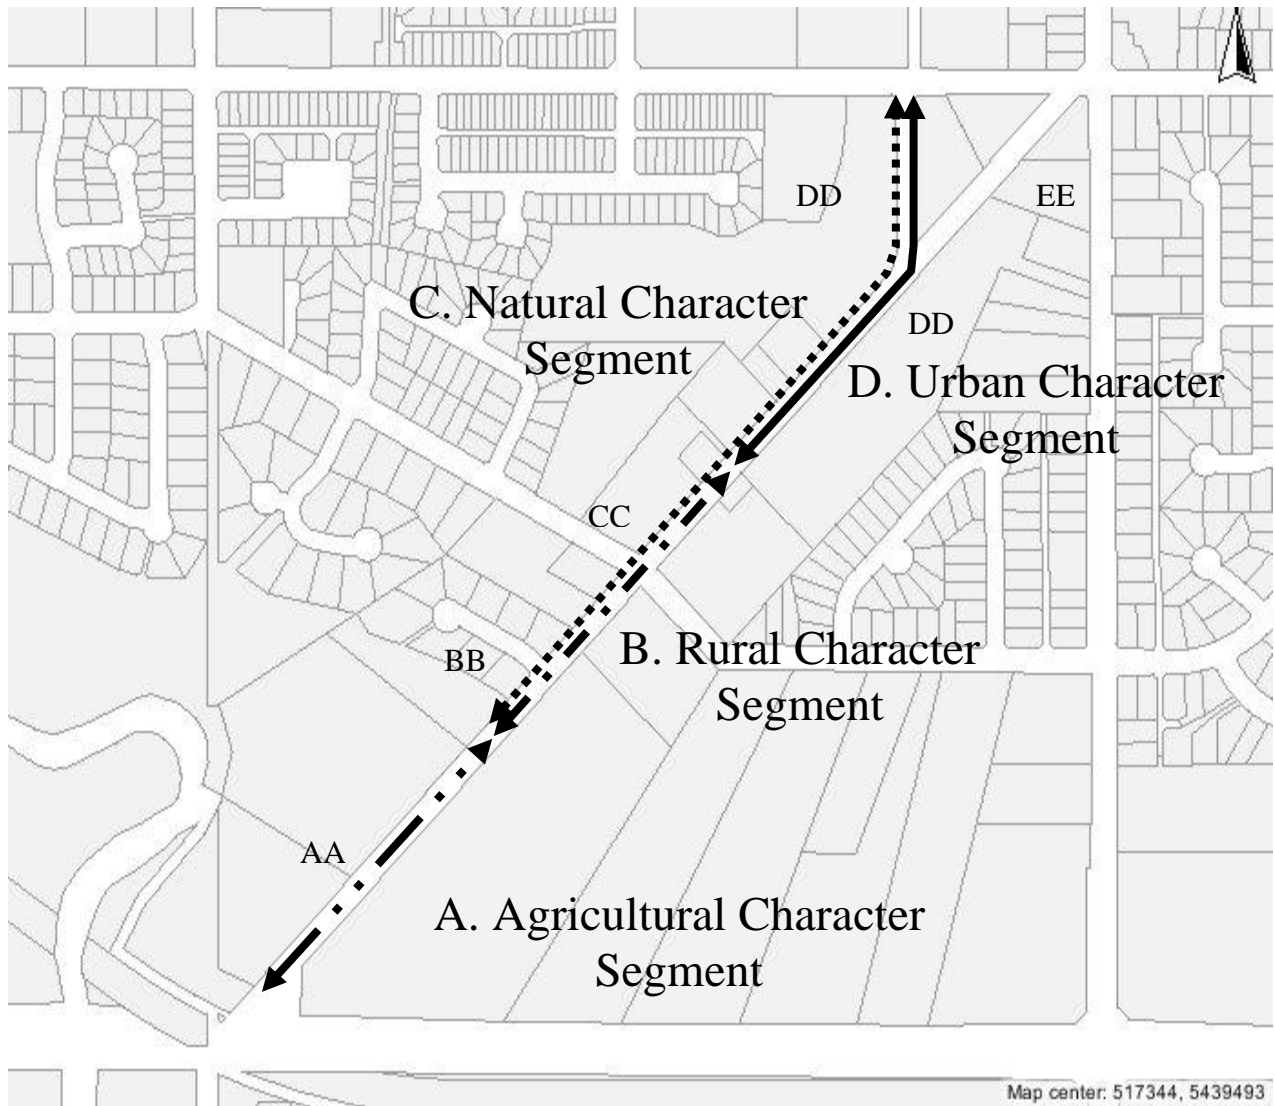 DD
EE
C. Natural Character
Segment
DD
D. Urban Character
Segment
CC
B. Rural Character
Segment
BB
AA
A. Agricultural Character
Segment
Map center: 517344, 5439493